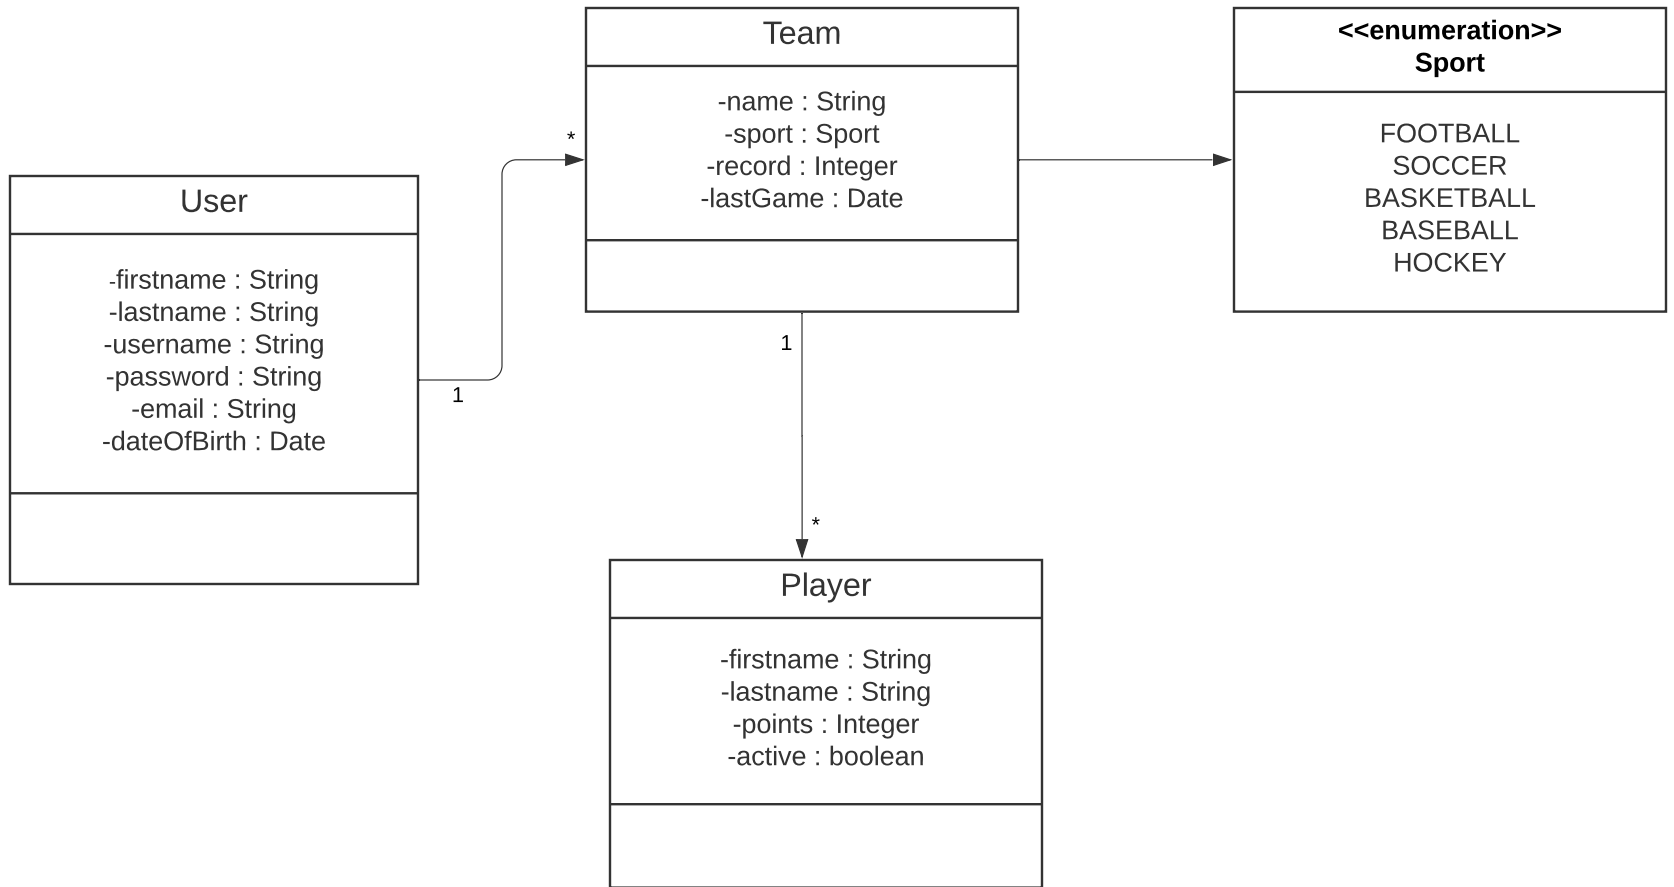 Team
-name : String
-sport : Sport
-record : Integer
-lastGame : Date
<<enumeration>>
Sport
FOOTBALL
SOCCER
BASKETBALL
BASEBALL
HOCKEY
*
User
-firstname : String
-lastname : String
-username : String
-password : String
-email : String
-dateOfBirth : Date
1
1
*
Player
-firstname : String
-lastname : String
-points : Integer
-active : boolean